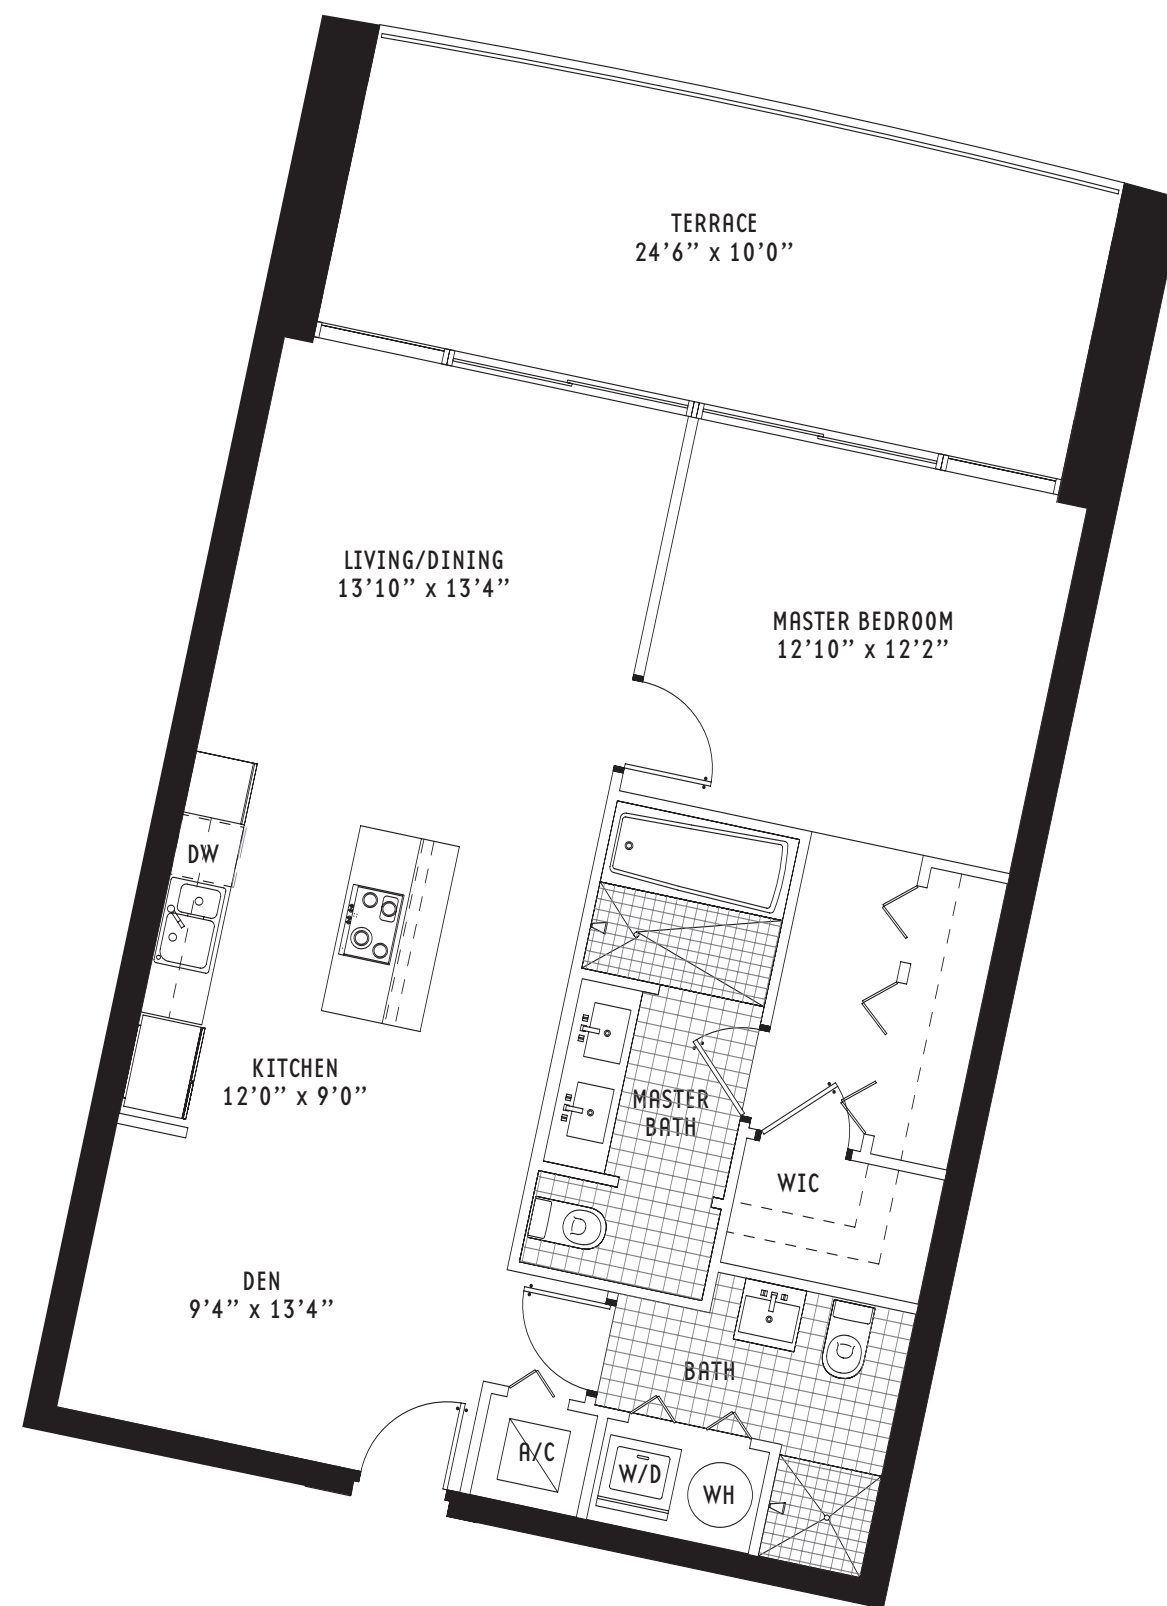 TERRACE
24’6” x 10’0”
LIVING/DINING
13’10” x 13’4”
MASTER BEDROOM
12’10” x 12’2”
DW
KITCHEN
12’0” x 9’0”
MASTER
BATH
WIC
DEN
9’4” x 13’4”
BATH
A/C
W/D
WH